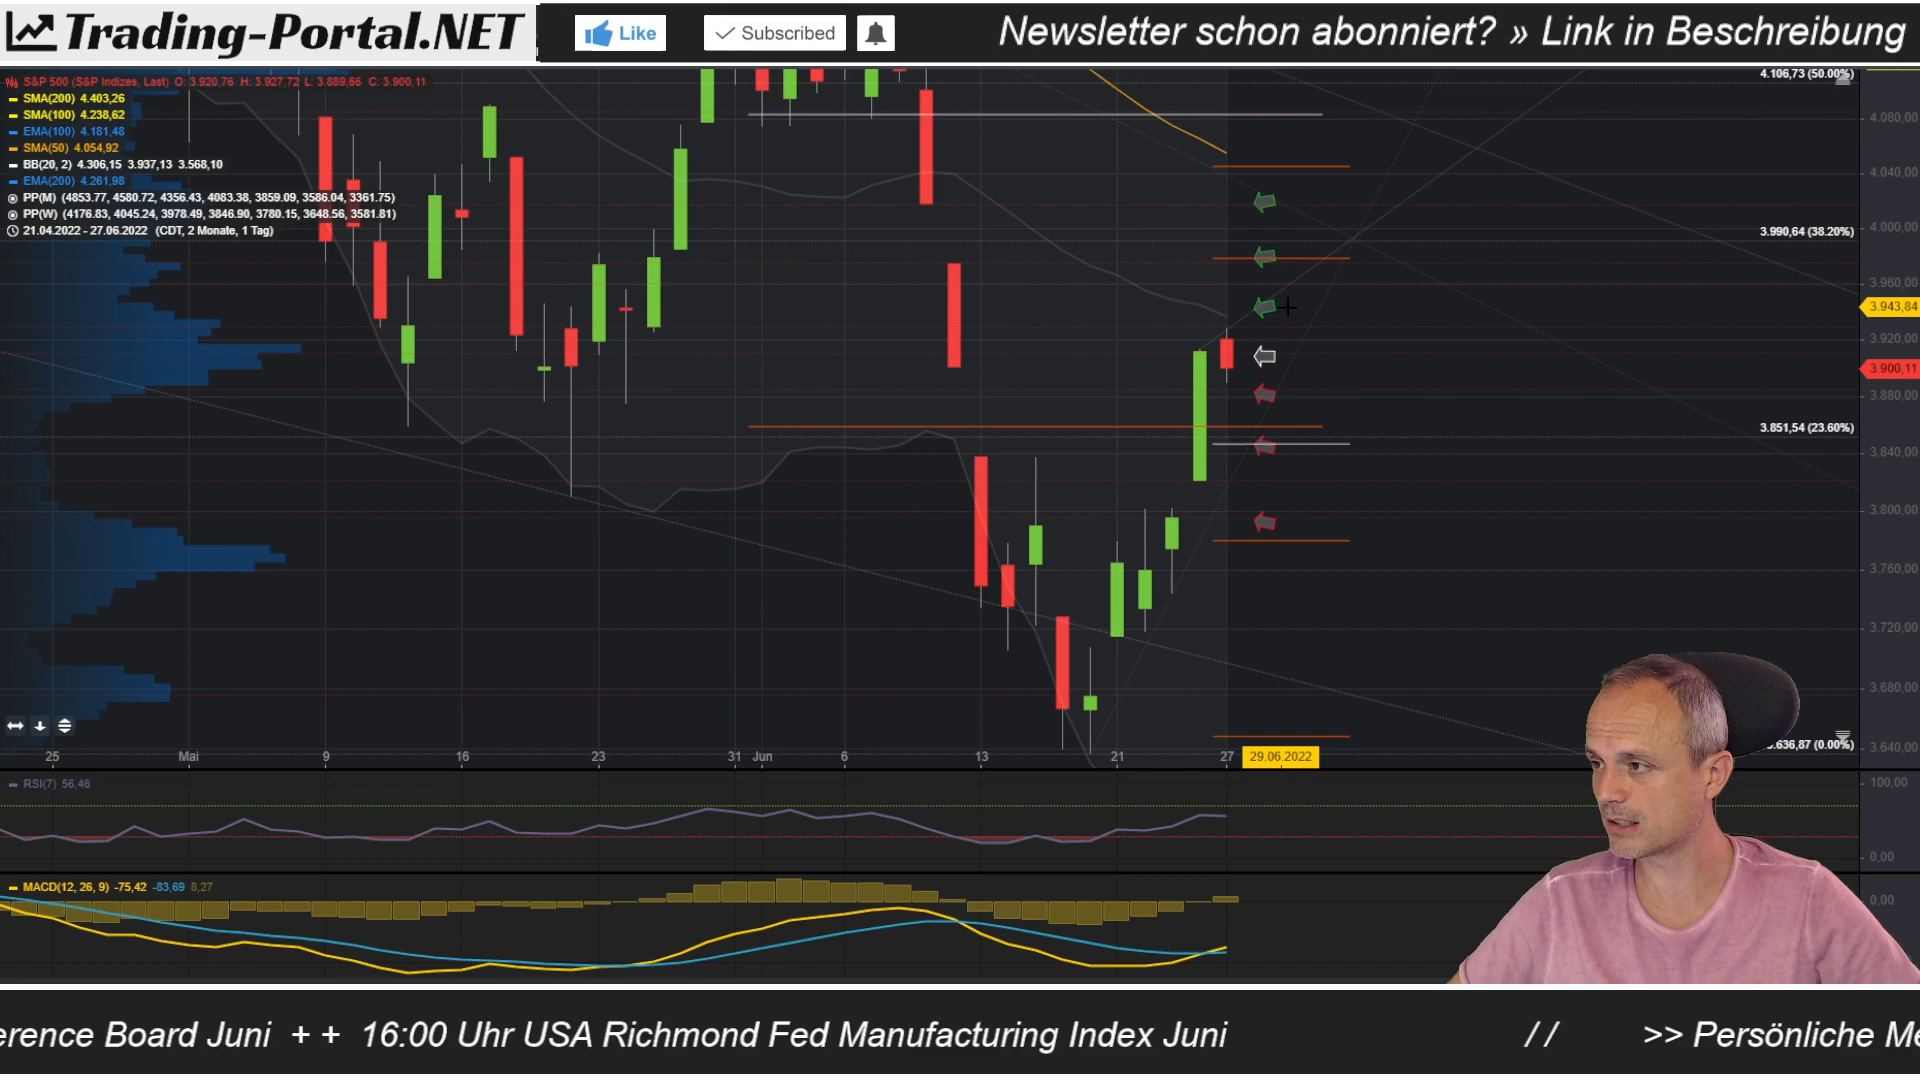 Trading-Portal.NET
Like
Subscribed
Newsletter schon abonniert? » Link in Beschreibung
S&P 500 (S&P Indizes, Last) O: 3.920,76 H: 3.927,72 L: 3.889,66 C: 3.900,11
SMA(200) 4.403,26
SMA(100) 4.238,62
EMA(100) 4.181,48
SMA(50) 4.054,92
BB(20, 2) 4.306,15 3.937,13 3.568,10
EMA(200) 4.261,98
PP(M) (4853.77, 4580.72, 4356.43, 4083.38, 3859.09, 3586.04, 3361.75)
PP(W) (4176.83, 4045.24, 3978.49, 3846.90, 3780.15, 3648.56, 3581.81)
21.04.2022 - 27.06.2022 (CDT, 2 Monate, 1 Tag)
4.106,73 (50.00%)
4.080,00
4.040,00
4.000,00
3.990,64 (38.20%)
3.960,00
3.943,84
3.920,00
3.900,11
3.880,00
3.851,54 (23.60%)
3.840,00
3.800,00
3.760,00
3.720,00
3.680,00
3.636,87 (0.00%)
3.640,00
25 Mai 9 16 23 31 Jun 6 13 21 27 29.06.2022
RSI(7) 56,46
100,00
0,00
MACD(12, 26, 9) -75,42 -83,69 8,27
0,00
erence Board Juni ++ 16:00 Uhr USA Richmond Fed Manufacturing Index Juni // >> Persönliche Me